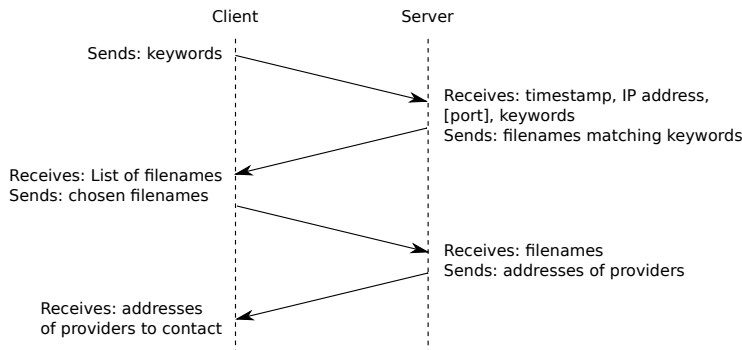 Client
Server
Sends: keywords
Receives: timestamp, IP address,
[port], keywords
Sends: filenames matching keywords
Receives: List of filenames
Sends: chosen filenames
Receives: filenames
Sends: addresses of providers
Receives: addresses
of providers to contact